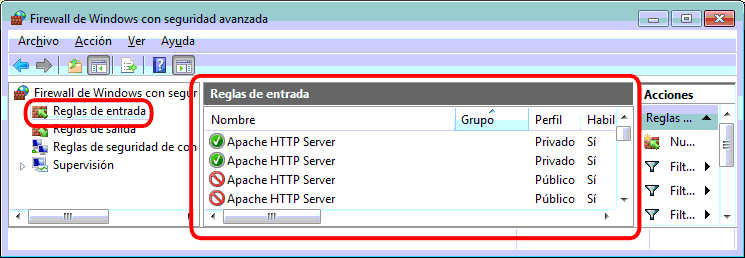 Firewall de Windows con seguridad avanzada
Archivo Acción Ver Ayuda
Firewall de Windows con segur
Reglas de entrada
Reglas de salida
Reglas de seguridad de con
Supervisión
Reglas de entrada
Nombre Grupo Perfil Habil
Apache HTTP Server Privado Sí
Apache HTTP Server Privado Sí
Apache HTTP Server Público Sí
Apache HTTP Server Público Sí
Acciones
Reglas ...
Nu...
Filt...
Filt...
Filt...